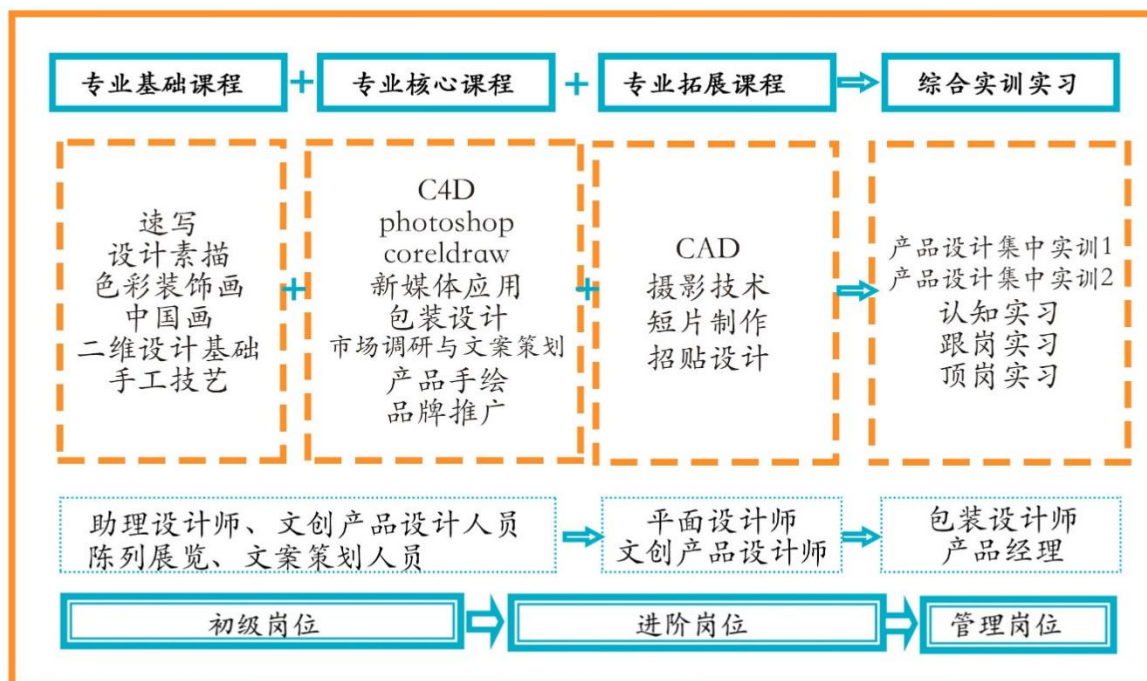 专业基础课程 + 专业核心课程 + 专业拓展课程 ⇒ 综合实训实习
速写
设计素描
色彩装饰画
中国画
二维设计基础
手工技艺
+
C4D
photoshop
coreldraw
新媒体应用
包装设计
市场调研与文案策划
产品手绘
品牌推广
+
CAD
摄影技术
短片制作
招贴设计
⇒
产品设计集中实训1
产品设计集中实训2
认知实习
跟岗实习
顶岗实习
助理设计师、文创产品设计人员
陈列展览、文案策划人员
平面设计师
文创产品设计师
包装设计师
产品经理
初级岗位
进阶岗位
管理岗位